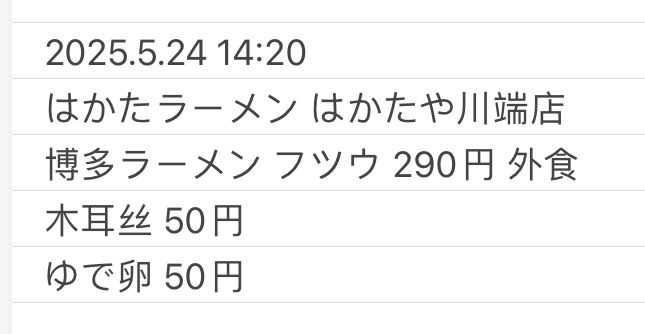 2025.5.24 14:20
はかたラーメン はかたや川端店
博多ラーメン フツウ 290円 外食
木耳丝 50円
ゆで卵 50円